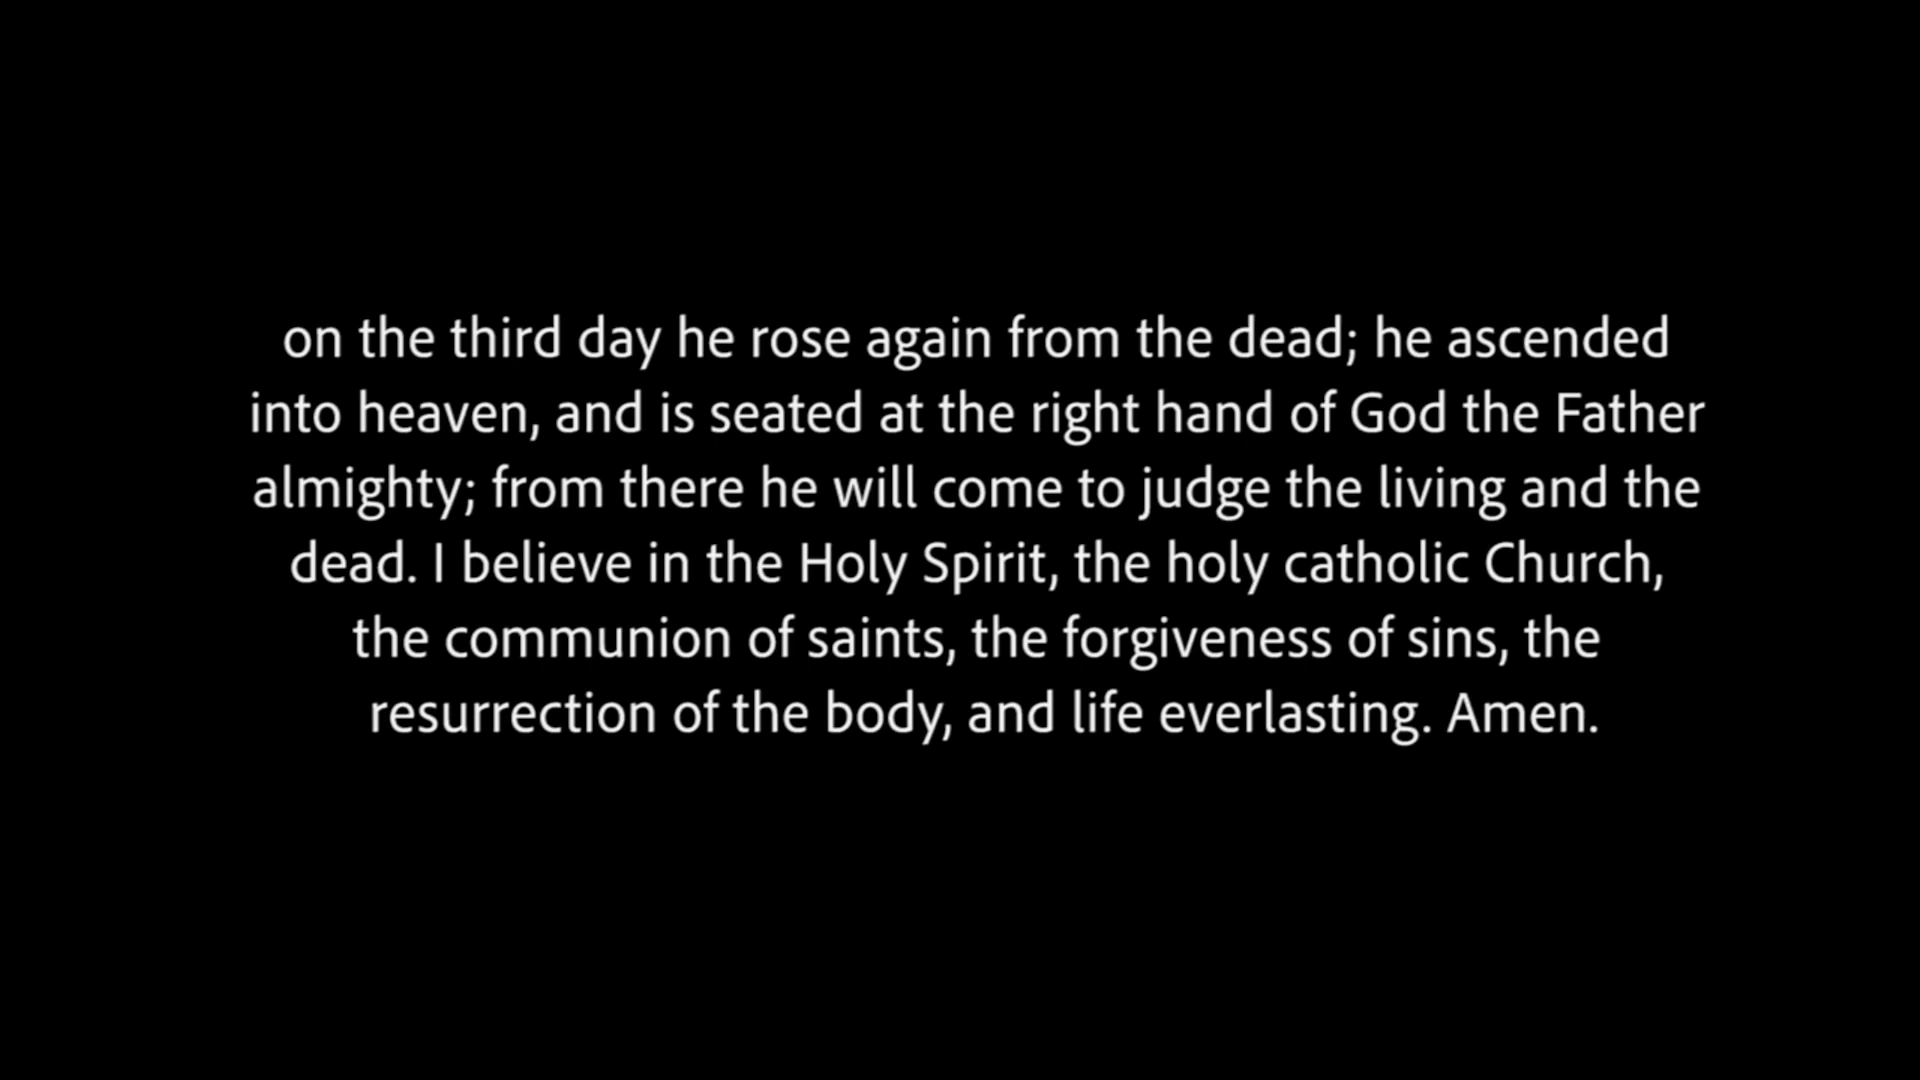 on the third day he rose again from the dead; he ascended
into heaven, and is seated at the right hand of God the Father
almighty; from there he will come to judge the living and the
dead. I believe in the Holy Spirit, the holy catholic Church,
the communion of saints, the forgiveness of sins, the
resurrection of the body, and life everlasting. Amen.